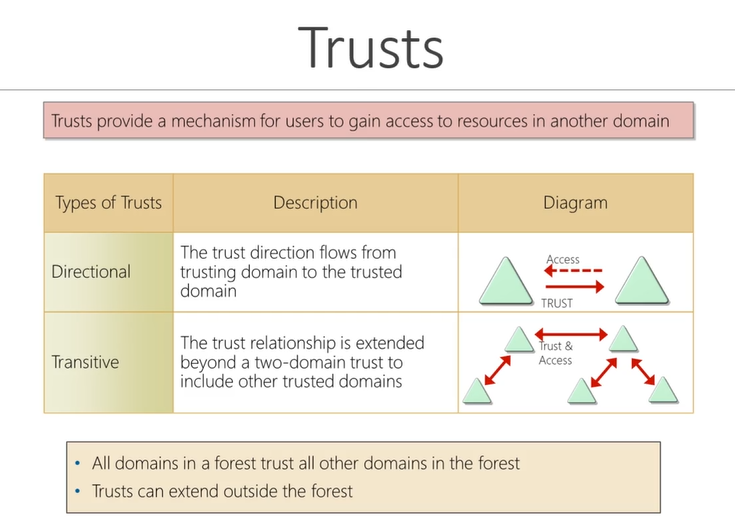 Trusts
Trusts provide a mechanism for users to gain access to resources in another domain
Types of Trusts
Description
Diagram
Directional
The trust direction flows from
trusting domain to the trusted
domain
Access
TRUST
Transitive
The trust relationship is extended
beyond a two-domain trust to
include other trusted domains
Trust &
Access
• All domains in a forest trust all other domains in the forest
• Trusts can extend outside the forest